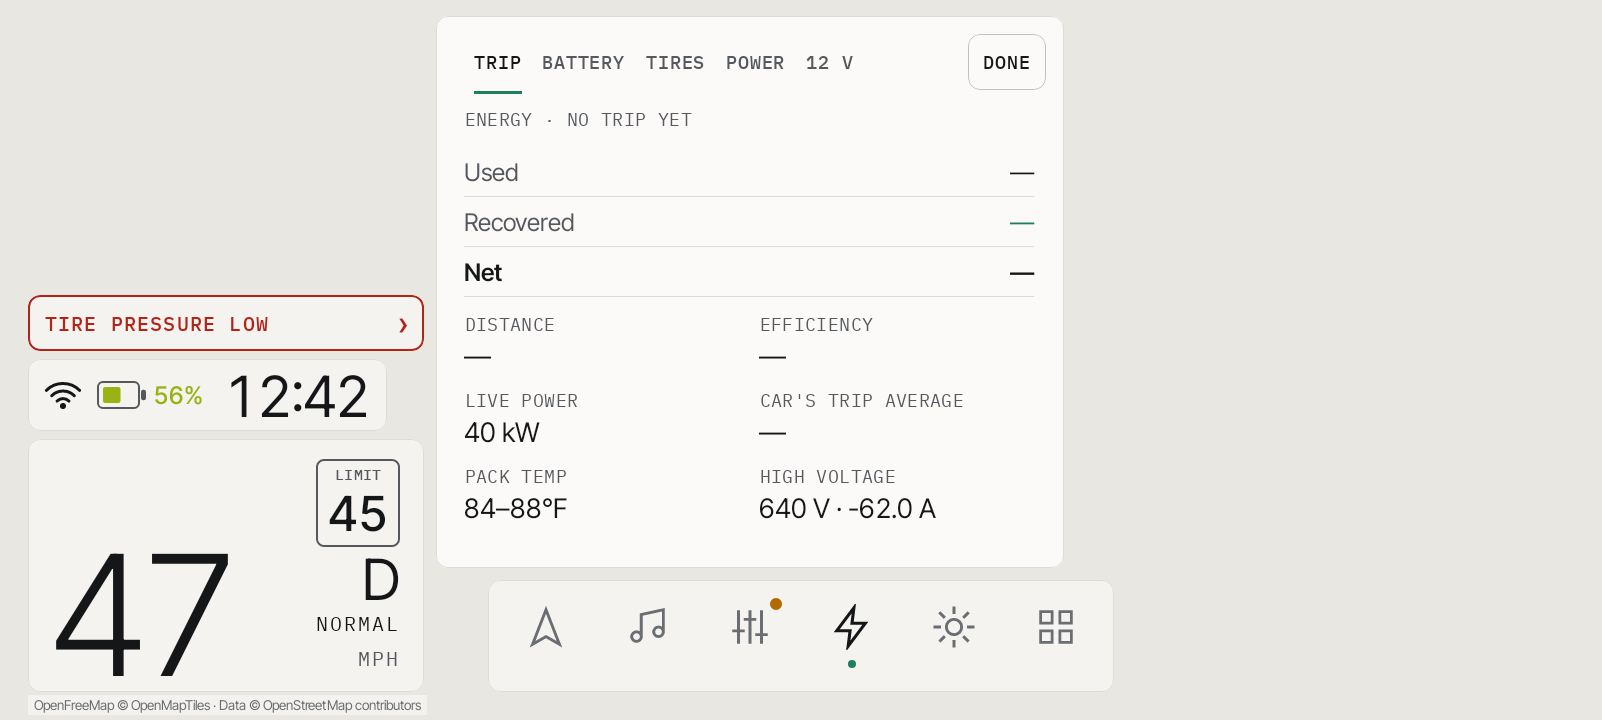 TRIP BATTERY TIRES POWER 12 V DONE
ENERGY · NO TRIP YET
Used —
Recovered —
Net —
DISTANCE EFFICIENCY
— —
LIVE POWER CAR'S TRIP AVERAGE
40 kW —
PACK TEMP HIGH VOLTAGE
84–88°F 640 V · -62.0 A
TIRE PRESSURE LOW ›
56% 12:42
LIMIT
45
47
D
NORMAL
MPH
OpenFreeMap © OpenMapTiles · Data © OpenStreetMap contributors